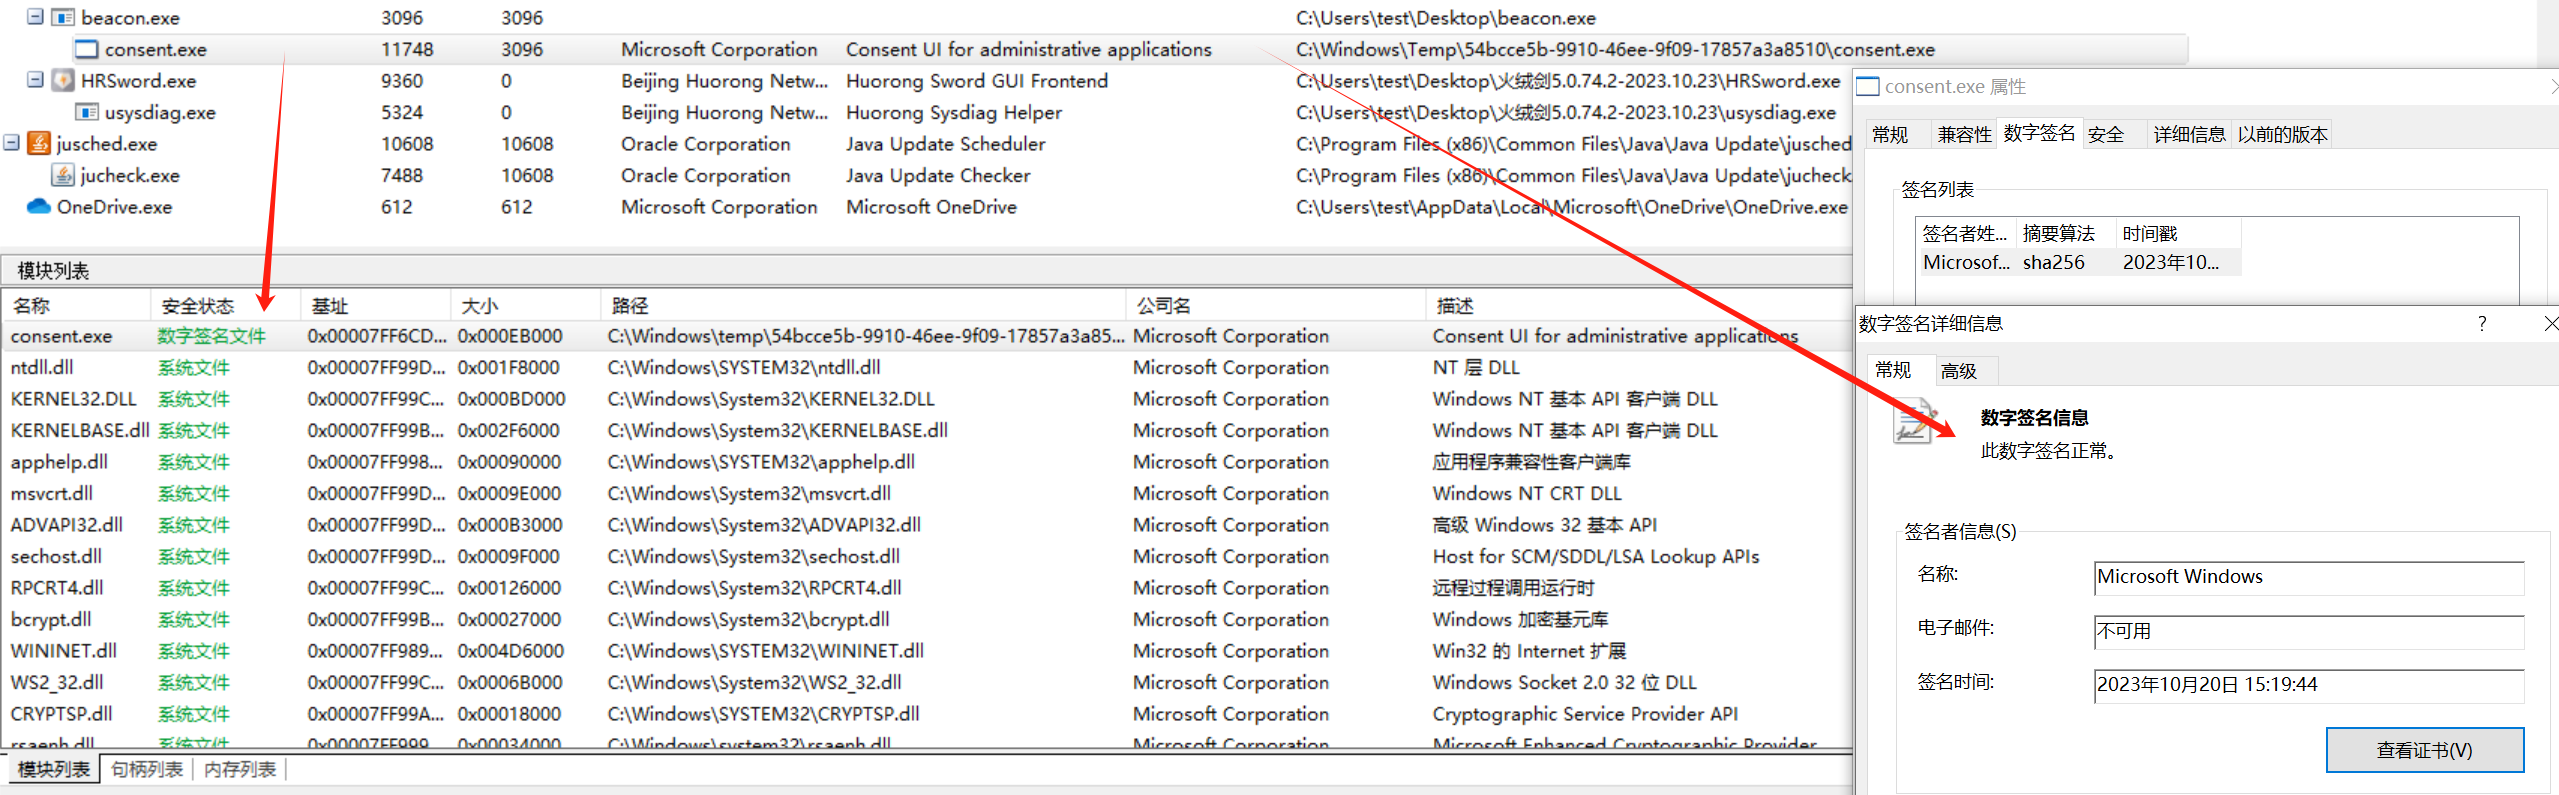 beacon.exe 3096 3096 C:\Users\test\Desktop\beacon.exe
consent.exe 11748 3096 Microsoft Corporation Consent UI for administrative applications C:\Windows\Temp\54bcce5b-9910-46ee-9f09-17857a3a8510\consent.exe
HRSword.exe 9360 0 Beijing Huorong Netw... Huorong Sword GUI Frontend C:\Users\test\Desktop\火绒剑5.0.74.2-2023.10.23\HRSword.exe
usysdiag.exe 5324 0 Beijing Huorong Netw... Huorong Sysdiag Helper C:\Users\test\Desktop\火绒剑5.0.74.2-2023.10.23\usysdiag.exe
jusched.exe 10608 10608 Oracle Corporation Java Update Scheduler C:\Program Files (x86)\Common Files\Java\Java Update\jusched
jucheck.exe 7488 10608 Oracle Corporation Java Update Checker C:\Program Files (x86)\Common Files\Java\Java Update\jucheck
OneDrive.exe 612 612 Microsoft Corporation Microsoft OneDrive C:\Users\test\AppData\Local\Microsoft\OneDrive\OneDrive.exe
模块列表
名称 安全状态 基址 大小 路径 公司名 描述
consent.exe 数字签名文件 0x00007FF6CD... 0x000EB000 C:\Windows\temp\54bcce5b-9910-46ee-9f09-17857a3a85... Microsoft Corporation Consent UI for administrative applications
ntdll.dll 系统文件 0x00007FF99D... 0x001F8000 C:\Windows\SYSTEM32\ntdll.dll Microsoft Corporation NT 层 DLL
KERNEL32.DLL 系统文件 0x00007FF99C... 0x000BD000 C:\Windows\System32\KERNEL32.DLL Microsoft Corporation Windows NT 基本 API 客户端 DLL
KERNELBASE.dll 系统文件 0x00007FF99B... 0x002F6000 C:\Windows\System32\KERNELBASE.dll Microsoft Corporation Windows NT 基本 API 客户端 DLL
apphelp.dll 系统文件 0x00007FF998... 0x00090000 C:\Windows\SYSTEM32\apphelp.dll Microsoft Corporation 应用程序兼容性客户端库
msvcrt.dll 系统文件 0x00007FF99D... 0x0009E000 C:\Windows\System32\msvcrt.dll Microsoft Corporation Windows NT CRT DLL
ADVAPI32.dll 系统文件 0x00007FF99D... 0x000B3000 C:\Windows\System32\ADVAPI32.dll Microsoft Corporation 高级 Windows 32 基本 API
sechost.dll 系统文件 0x00007FF99D... 0x0009F000 C:\Windows\System32\sechost.dll Microsoft Corporation Host for SCM/SDDL/LSA Lookup APIs
RPCRT4.dll 系统文件 0x00007FF99C... 0x00126000 C:\Windows\System32\RPCRT4.dll Microsoft Corporation 远程过程调用运行时
bcrypt.dll 系统文件 0x00007FF99B... 0x00027000 C:\Windows\System32\bcrypt.dll Microsoft Corporation Windows 加密基元库
WININET.dll 系统文件 0x00007FF989... 0x004D6000 C:\Windows\SYSTEM32\WININET.dll Microsoft Corporation Win32 的 Internet 扩展
WS2_32.dll 系统文件 0x00007FF99C... 0x0006B000 C:\Windows\System32\WS2_32.dll Microsoft Corporation Windows Socket 2.0 32 位 DLL
CRYPTSP.dll 系统文件 0x00007FF99A... 0x00018000 C:\Windows\SYSTEM32\CRYPTSP.dll Microsoft Corporation Cryptographic Service Provider API
rsaenh.dll 系统文件 0x00007FF999... 0x00034000 C:\Windows\system32\rsaenh.dll Microsoft Corporation Microsoft Enhanced Cryptographic Provider
模块列表 句柄列表 内存列表
consent.exe 属性
常规 兼容性 数字签名 安全 详细信息 以前的版本
签名列表
签名者姓... 摘要算法 时间戳
Microsof... sha256 2023年10...
数字签名详细信息 ?
常规 高级
数字签名信息
此数字签名正常。
签名者信息(S)
名称: Microsoft Windows
电子邮件: 不可用
签名时间: 2023年10月20日 15:19:44
查看证书(V)